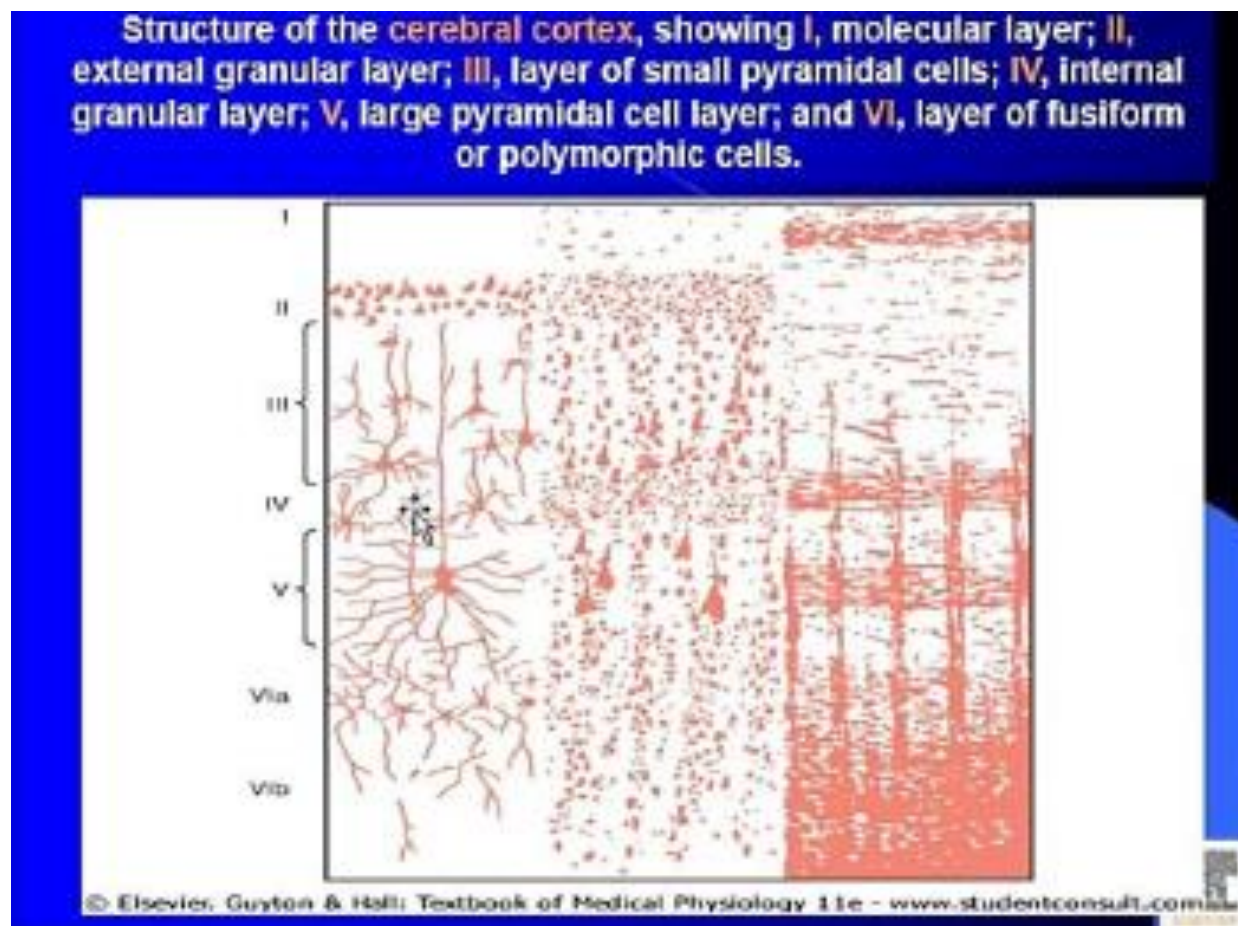 Structure of the cerebral cortex, showing I, molecular layer; II,
external granular layer; III, layer of small pyramidal cells; IV, internal
granular layer; V, large pyramidal cell layer; and VI, layer of fusiform
or polymorphic cells.
I
II
III
IV
V
VIa
VIb
© Elsevier. Guyton & Hall: Textbook of Medical Physiology 11e - www.studentconsult.com